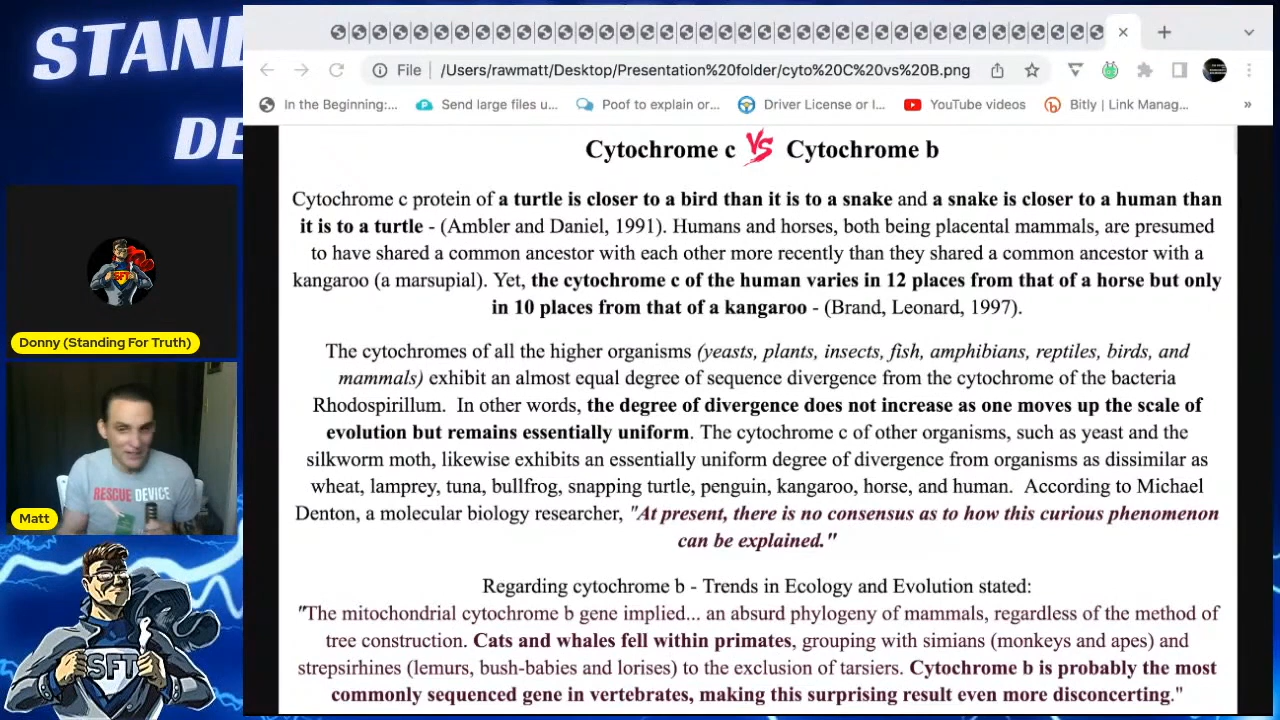 STAND
DE
File
/Users/rawmatt/Desktop/Presentation%20folder/cyto%20C%20vs%20B.png
In the Beginning:...
Send large files u...
Poof to explain or...
Driver License or I...
YouTube videos
Bitly | Link Manag...
»
Cytochrome c VS Cytochrome b
Cytochrome c protein of a turtle is closer to a bird than it is to a snake and a snake is closer to a human than
it is to a turtle - (Ambler and Daniel, 1991). Humans and horses, both being placental mammals, are presumed
to have shared a common ancestor with each other more recently than they shared a common ancestor with a
kangaroo (a marsupial). Yet, the cytochrome c of the human varies in 12 places from that of a horse but only
in 10 places from that of a kangaroo - (Brand, Leonard, 1997).
The cytochromes of all the higher organisms (yeasts, plants, insects, fish, amphibians, reptiles, birds, and
mammals) exhibit an almost equal degree of sequence divergence from the cytochrome of the bacteria
Rhodospirillum. In other words, the degree of divergence does not increase as one moves up the scale of
evolution but remains essentially uniform. The cytochrome c of other organisms, such as yeast and the
silkworm moth, likewise exhibits an essentially uniform degree of divergence from organisms as dissimilar as
wheat, lamprey, tuna, bullfrog, snapping turtle, penguin, kangaroo, horse, and human. According to Michael
Denton, a molecular biology researcher, "At present, there is no consensus as to how this curious phenomenon
can be explained."
Regarding cytochrome b - Trends in Ecology and Evolution stated:
"The mitochondrial cytochrome b gene implied... an absurd phylogeny of mammals, regardless of the method of
tree construction. Cats and whales fell within primates, grouping with simians (monkeys and apes) and
strepsirhines (lemurs, bush-babies and lorises) to the exclusion of tarsiers. Cytochrome b is probably the most
commonly sequenced gene in vertebrates, making this surprising result even more disconcerting."
SFT
Donny (Standing For Truth)
RESCUE DEVICE
Matt
SFT